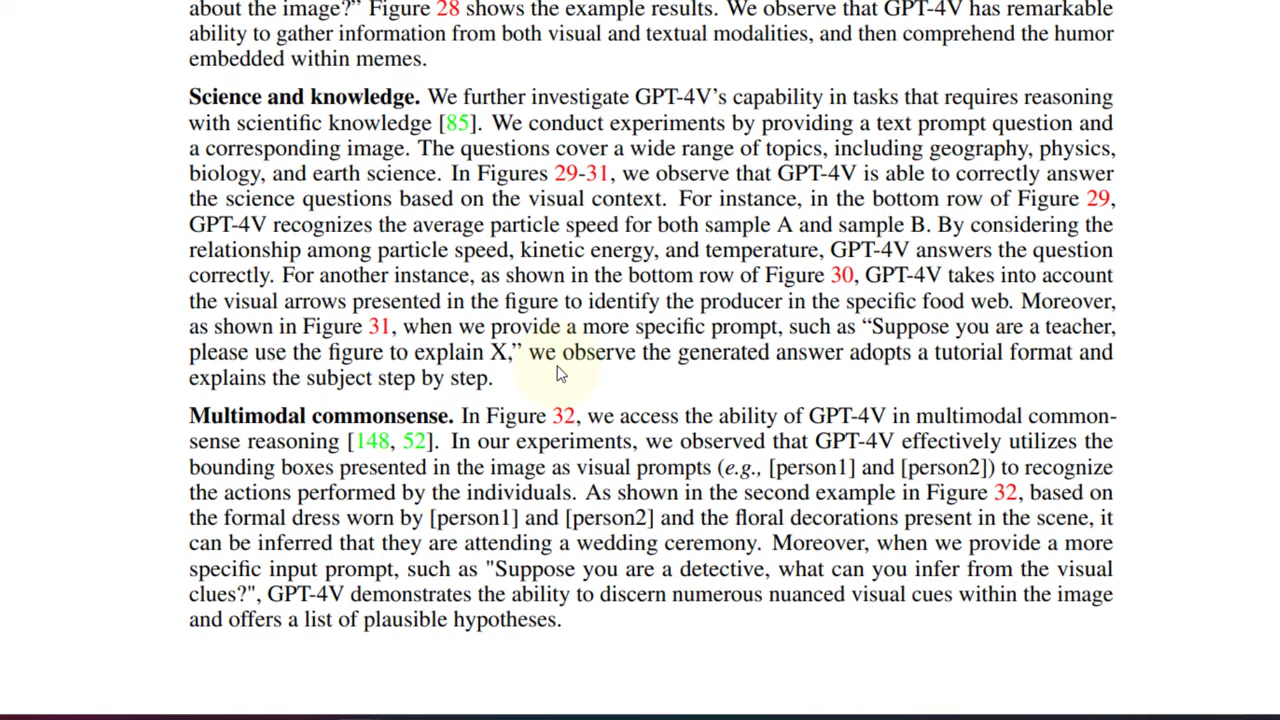 about the image?” Figure 28 shows the example results. We observe that GPT-4V has remarkable
ability to gather information from both visual and textual modalities, and then comprehend the humor
embedded within memes.
Science and knowledge. We further investigate GPT-4V’s capability in tasks that requires reasoning
with scientific knowledge [85]. We conduct experiments by providing a text prompt question and
a corresponding image. The questions cover a wide range of topics, including geography, physics,
biology, and earth science. In Figures 29-31, we observe that GPT-4V is able to correctly answer
the science questions based on the visual context. For instance, in the bottom row of Figure 29,
GPT-4V recognizes the average particle speed for both sample A and sample B. By considering the
relationship among particle speed, kinetic energy, and temperature, GPT-4V answers the question
correctly. For another instance, as shown in the bottom row of Figure 30, GPT-4V takes into account
the visual arrows presented in the figure to identify the producer in the specific food web. Moreover,
as shown in Figure 31, when we provide a more specific prompt, such as “Suppose you are a teacher,
please use the figure to explain X,” we observe the generated answer adopts a tutorial format and
explains the subject step by step.
Multimodal commonsense. In Figure 32, we access the ability of GPT-4V in multimodal common-
sense reasoning [148, 52]. In our experiments, we observed that GPT-4V effectively utilizes the
bounding boxes presented in the image as visual prompts (e.g., [person1] and [person2]) to recognize
the actions performed by the individuals. As shown in the second example in Figure 32, based on
the formal dress worn by [person1] and [person2] and the floral decorations present in the scene, it
can be inferred that they are attending a wedding ceremony. Moreover, when we provide a more
specific input prompt, such as "Suppose you are a detective, what can you infer from the visual
clues?", GPT-4V demonstrates the ability to discern numerous nuanced visual cues within the image
and offers a list of plausible hypotheses.